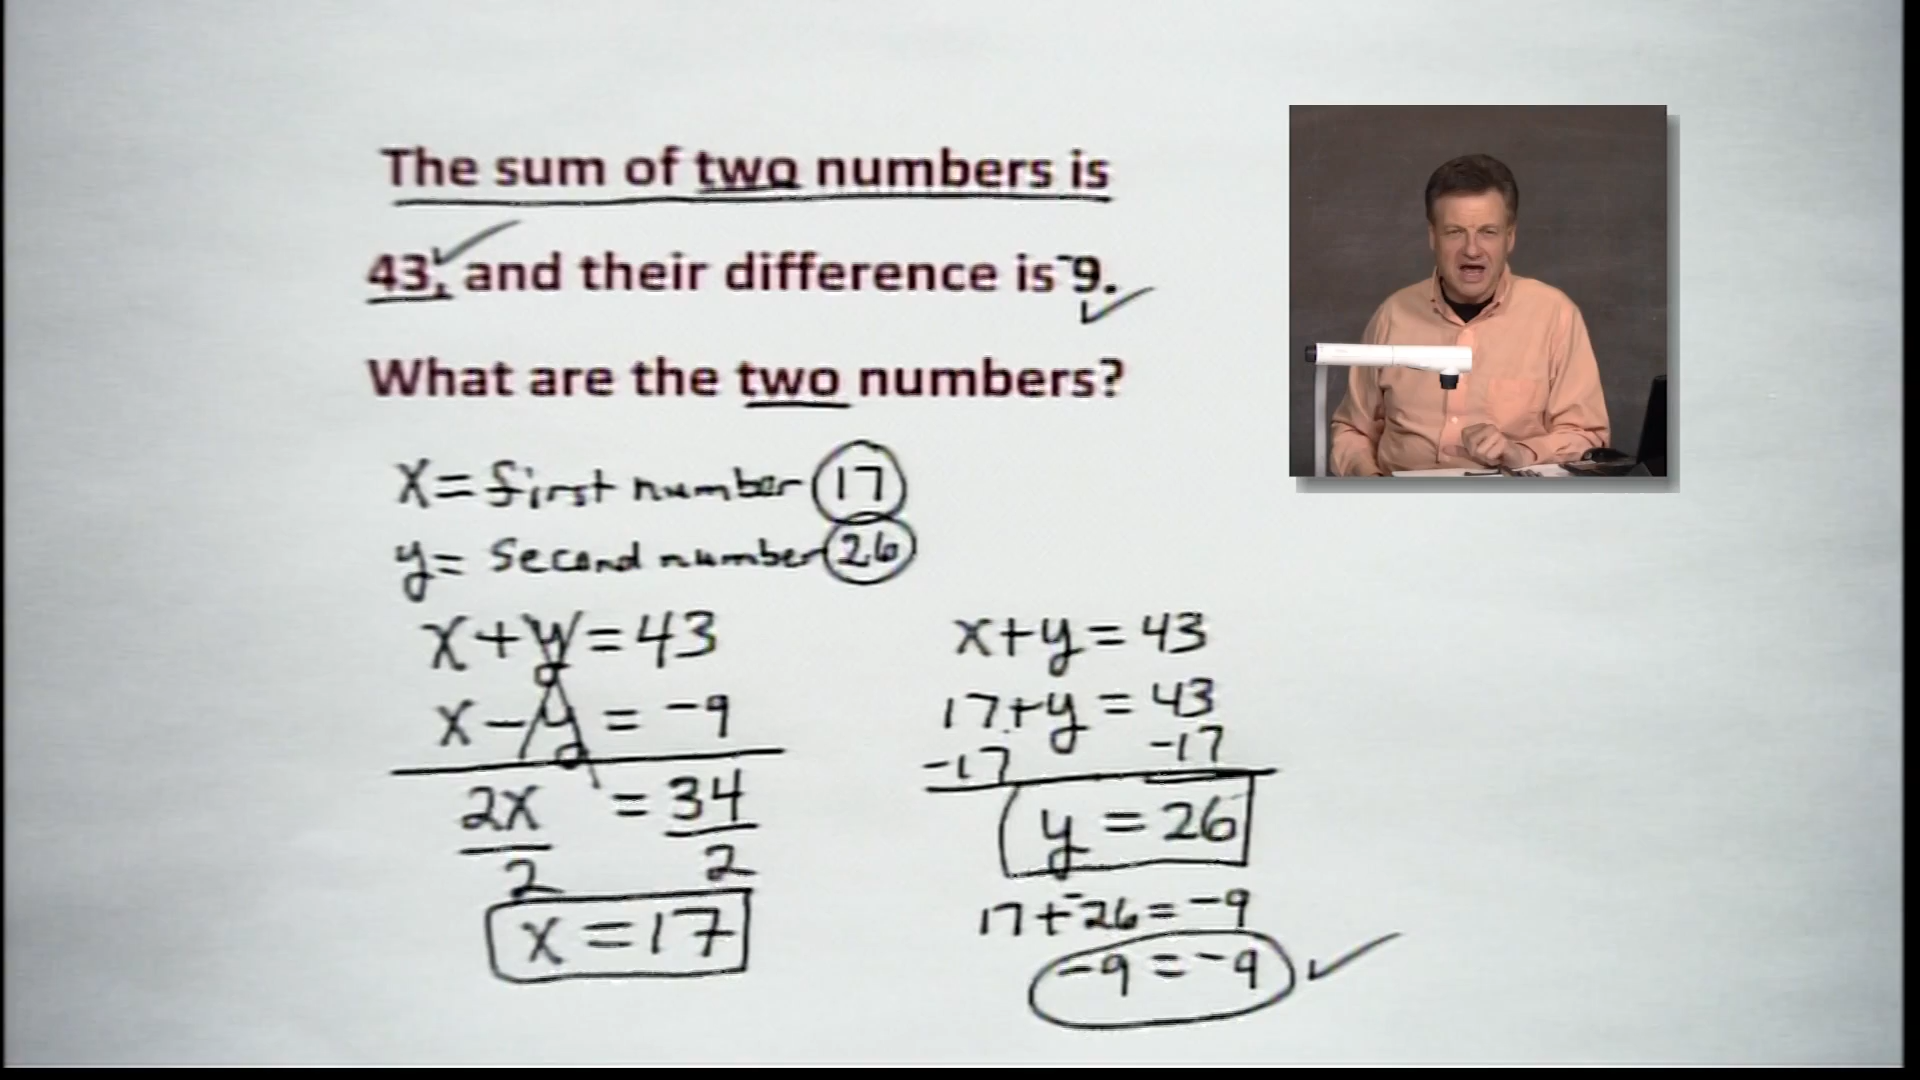 The sum of two numbers is
43, and their difference is ⁻9.
What are the two numbers?
x = first number 17
y = second number 26
x + y = 43
x - y = -9
2x = 34
2 2
x = 17
x + y = 43
17 + y = 43
-17 -17
y = 26
17 + ⁻26 = -9
-9 = -9